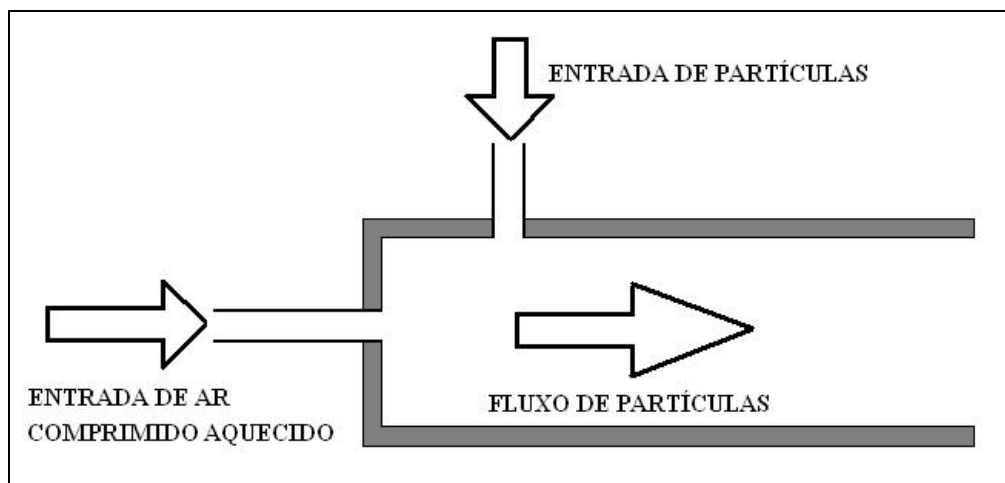 ENTRADA DE PARTÍCULAS
ENTRADA DE AR
COMPRIMIDO AQUECIDO
FLUXO DE PARTÍCULAS